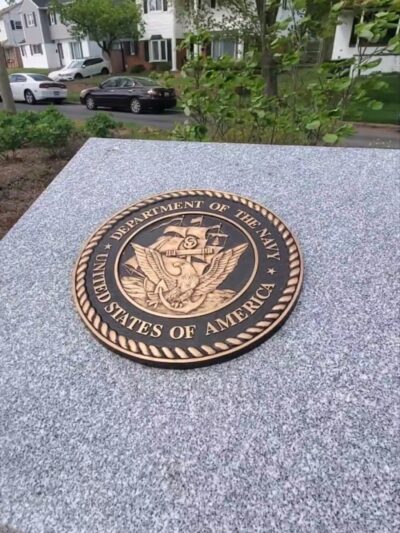 DEPARTMENT OF THE NAVY
UNITED STATES OF AMERICA